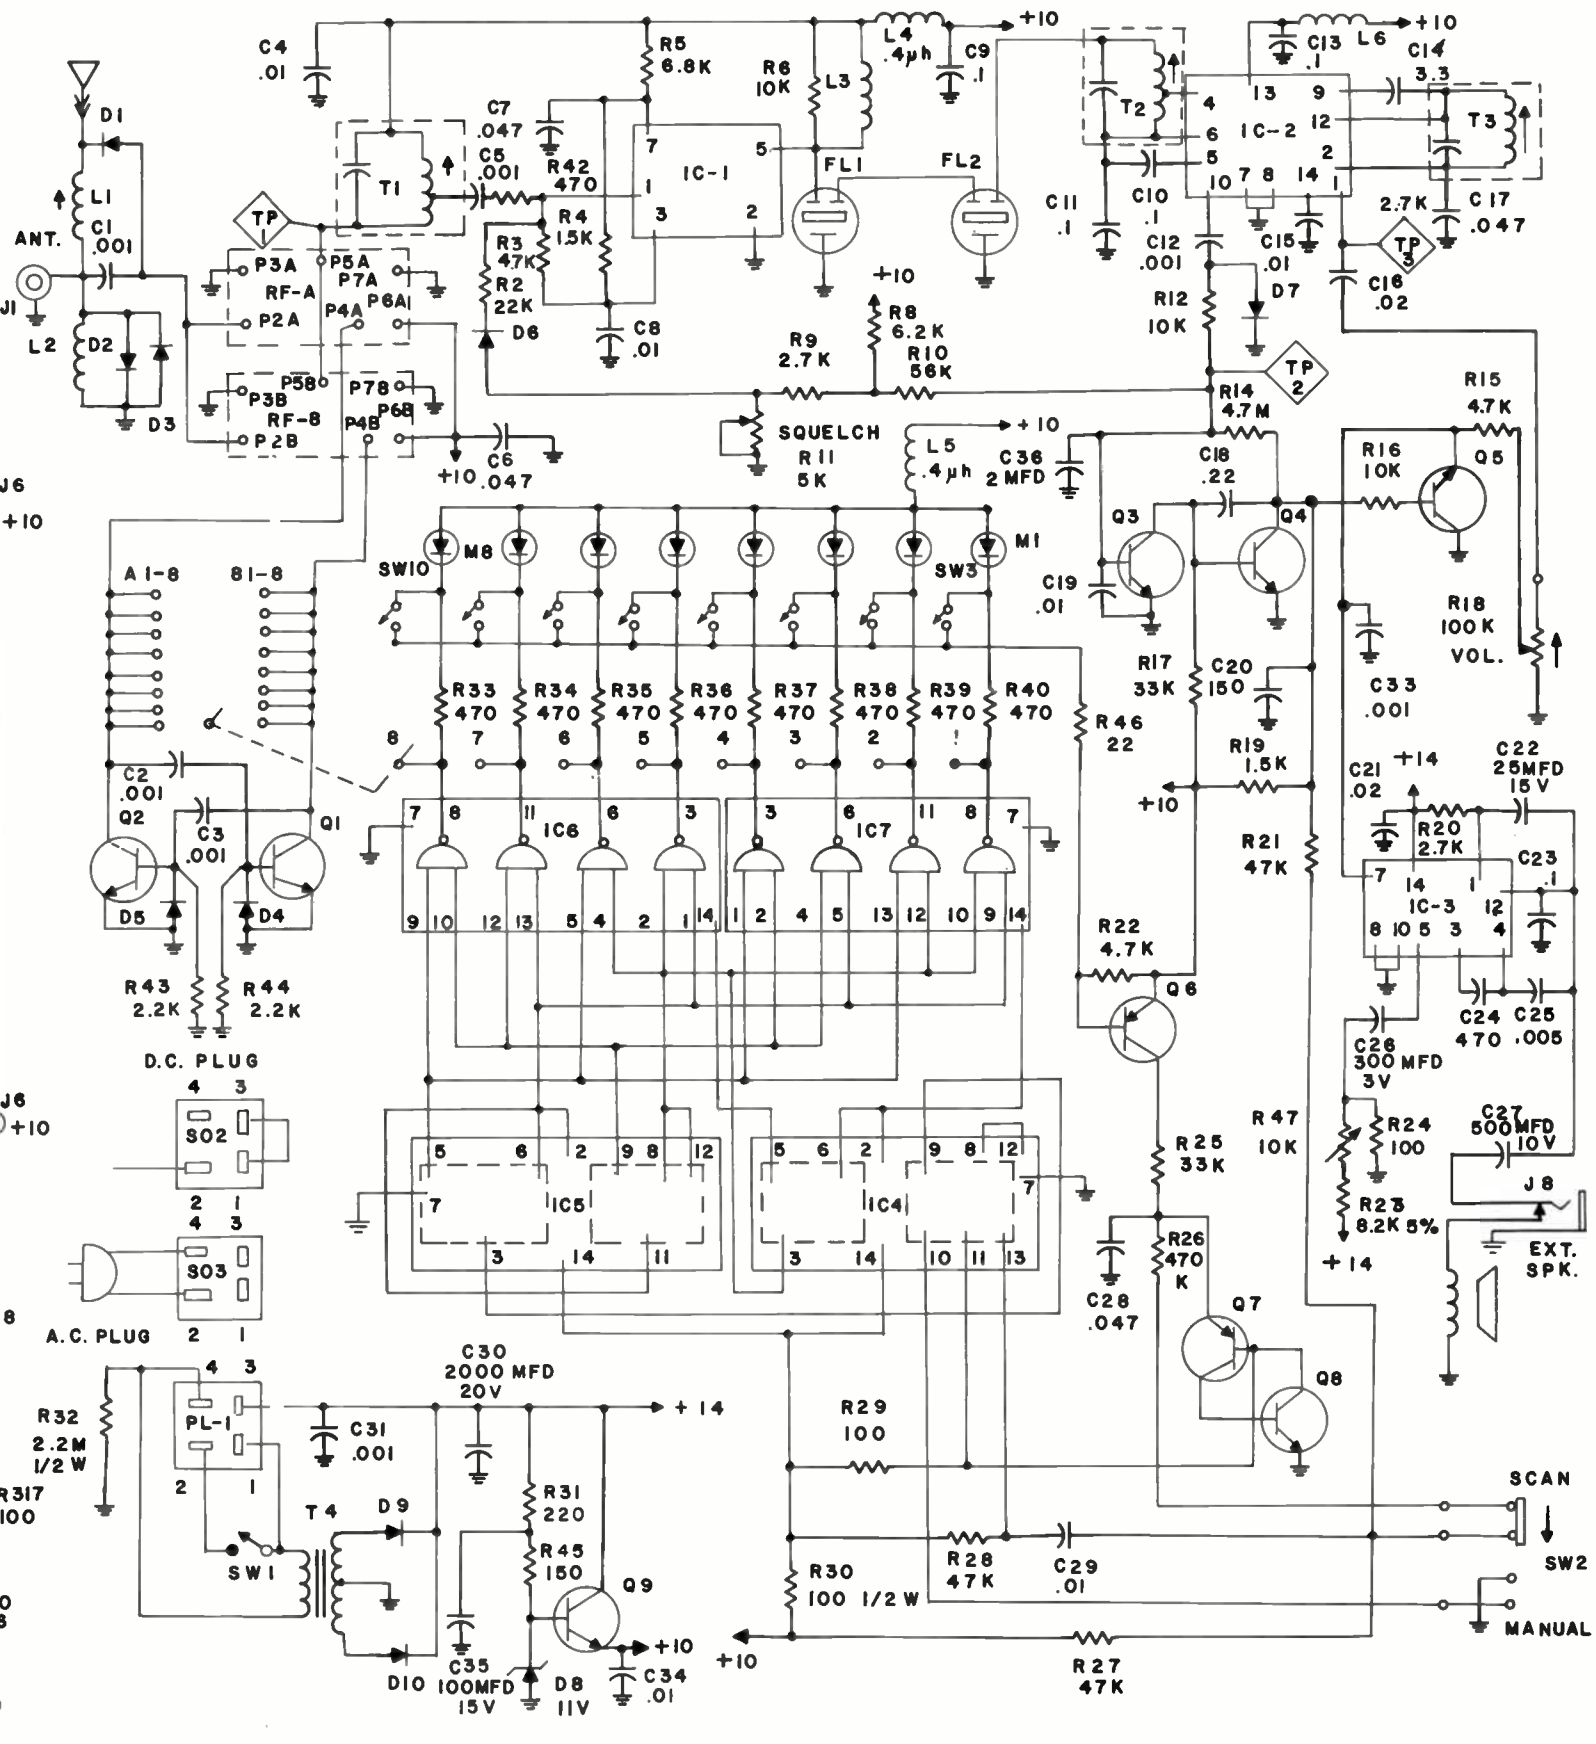 C4
.01
R5
6.8K
R6
10K
L3
L4
.4µh
+10
C9
.1
C13
.1
L6
+10
C14
3.3
D1
C7
.047
C5
.001
R42
470
T1
7
1
3
IC-1
5
2
FL1
FL2
T2
4
6
5
10
7
8
14
1
13
9
12
2
IC-2
T3
L1
C1
.001
ANT.
J1
TP
1
R3
47K
R4
1.5K
R2
22K
D6
C8
.01
C11
.1
C10
.1
C12
.001
C15
.01
2.7K
C17
.047
TP
3
C16
.02
P3A
P5A
P7A
RF-A
P6A
P2A
P4A
L2
D2
D3
P5B
P7B
P3B
P6B
RF-8
P4B
P2B
+10
C6
.047
+10
R8
6.2K
R9
2.7K
R10
56K
R12
10K
D7
TP
2
R14
4.7M
SQUELCH
R11
5K
L5
.4µh
+10
C36
2MFD
C18
.22
R15
4.7K
R16
10K
Q5
J6
+10
M8
SW10
M1
SW3
Q3
Q4
C19
.01
A1-8
81-8
R18
100K
VOL.
R17
33K
C20
150
C33
.001
R33
470
R34
470
R35
470
R36
470
R37
470
R38
470
R39
470
R40
470
R46
22
8
7
6
5
4
3
2
1
R19
1.5K
+10
C21
.02
+14
C22
25MFD
15V
C2
.001
C3
.001
Q2
Q1
D5
D4
7
8
11
6
3
IC6
9
10
12
13
5
4
2
1
14
3
6
11
8
7
IC7
1
2
4
5
13
12
10
9
14
R21
47K
R20
2.7K
C23
.1
7
14
1
IC-3
12
8
10
5
3
4
R22
4.7K
Q6
R43
2.2K
R44
2.2K
C24
470
C25
.005
C26
300MFD
3V
D.C. PLUG
4
3
SO2
2
1
J6
+10
5
6
2
9
8
12
7
IC5
3
14
11
5
6
2
9
8
12
7
IC4
3
14
10
11
13
R25
33K
R47
10K
R24
100
C27
500MFD
10V
J8
R23
8.2K 5%
+14
EXT.
SPK.
4
3
SO3
2
1
A.C. PLUG
8
R26
470
K
C28
.047
Q7
Q8
4
3
PL-1
2
1
R32
2.2M
1/2W
C30
2000MFD
20V
+14
C31
.001
R29
100
R317
100
T4
D9
SW1
D10
R31
220
R45
150
Q9
C35
100MFD
15V
D8
11V
+10
C34
.01
R30
100 1/2W
R28
47K
C29
.01
+10
R27
47K
SCAN
SW2
MANUAL